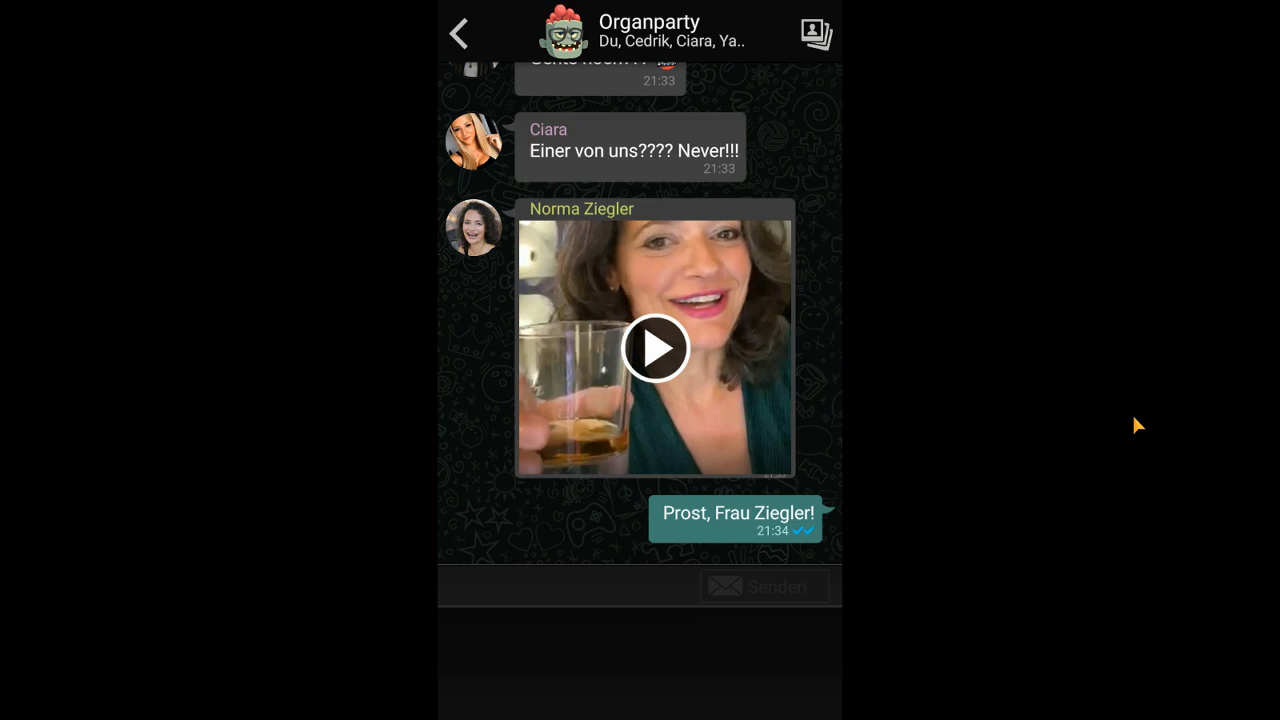 Organparty
Du, Cedrik, Ciara, Ya..
21:33
Ciara
Einer von uns???? Never!!!
21:33
Norma Ziegler
Prost, Frau Ziegler!
21:34
Senden